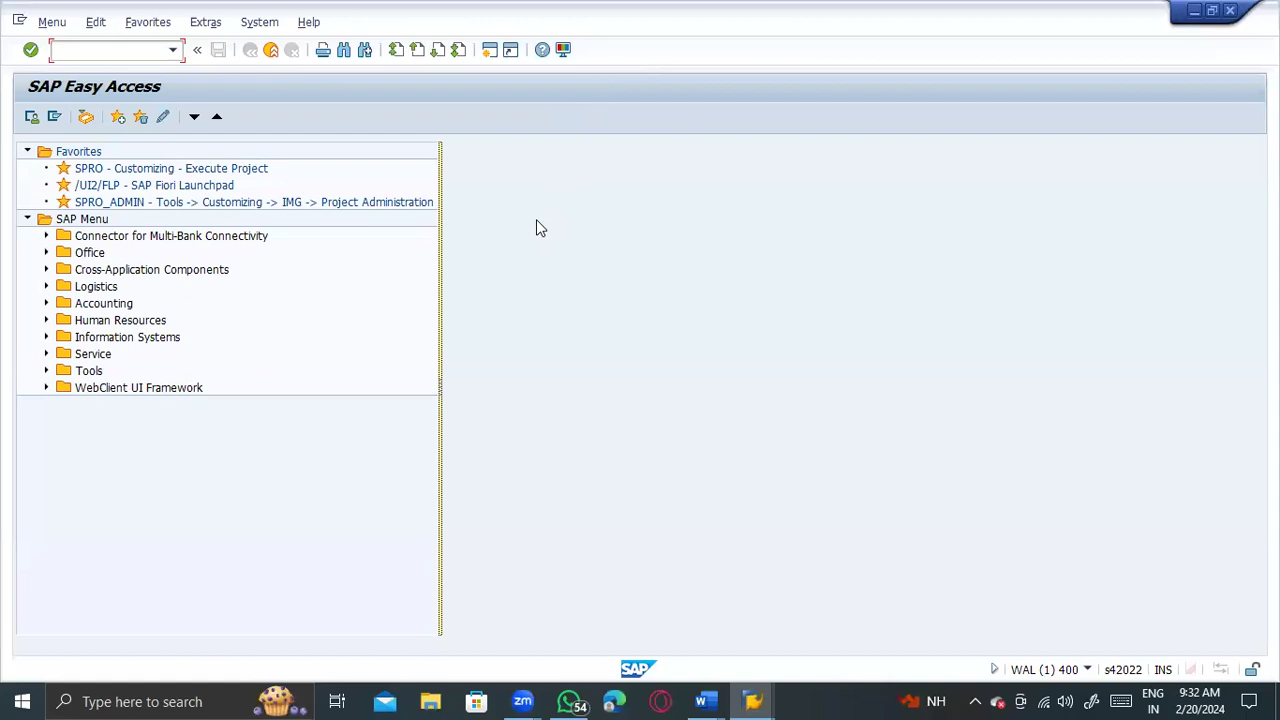 Menu Edit Favorites Extras System Help
SAP Easy Access
Favorites
SPRO - Customizing - Execute Project
/UI2/FLP - SAP Fiori Launchpad
SPRO_ADMIN - Tools -> Customizing -> IMG -> Project Administration
SAP Menu
Connector for Multi-Bank Connectivity
Office
Cross-Application Components
Logistics
Accounting
Human Resources
Information Systems
Service
Tools
WebClient UI Framework
SAP
WAL (1) 400 s42022 INS
Type here to search
zm
54
W
NH
ENG
IN
9:32 AM
2/20/2024